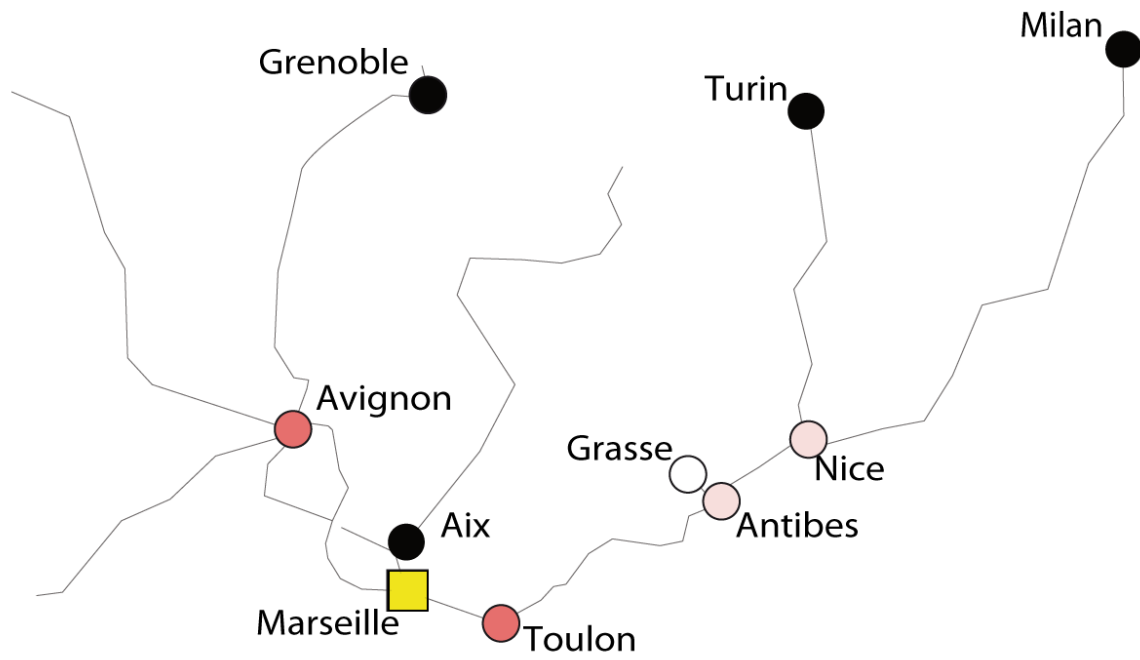 Milan
Grenoble
Turin
Avignon
Grasse
Nice
Aix
Antibes
Marseille
Toulon